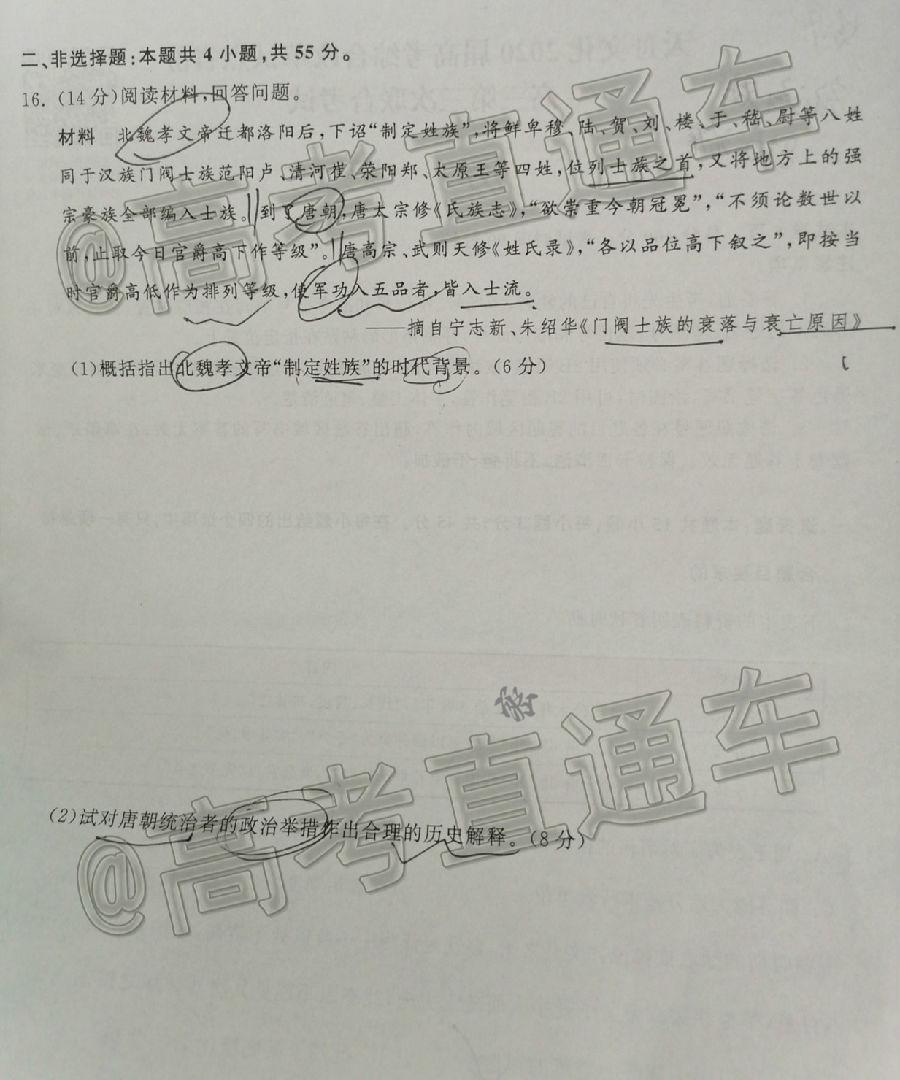 二、非选择题:本题共4小题,共55分。
16.(14分)阅读材料,回答问题。
材料 北魏孝文帝迁都洛阳后,下诏“制定姓族”,将鲜卑穆、陆、贺、刘、楼、于、嵇、尉等八姓
同于汉族门阀士族范阳卢、清河崔、荥阳郑、太原王等四姓,位列士族之首,又将地方上的强
宗豪族全部编入士族。到了唐朝,唐太宗修《氏族志》,“欲崇重今朝冠冕”,“不须论数世以
前,止取今日官爵高下作等级”。唐高宗、武则天修《姓氏录》,“各以品位高下叙之”,即按当
时官爵高低作为排列等级,使军功入五品者,皆入士流。
——摘自宁志新、朱绍华《门阀士族的衰落与衰亡原因》
(1)概括指出北魏孝文帝“制定姓族”的时代背景。(6分)
@高考直通车
(2)试对唐朝统治者的政治举措作出合理的历史解释。(8分)
@高考直通车